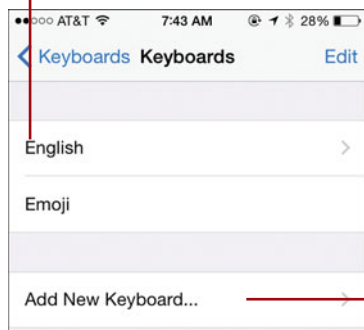 AT&T 7:43 AM 28%
Keyboards Keyboards Edit
English
Emoji
Add New Keyboard...